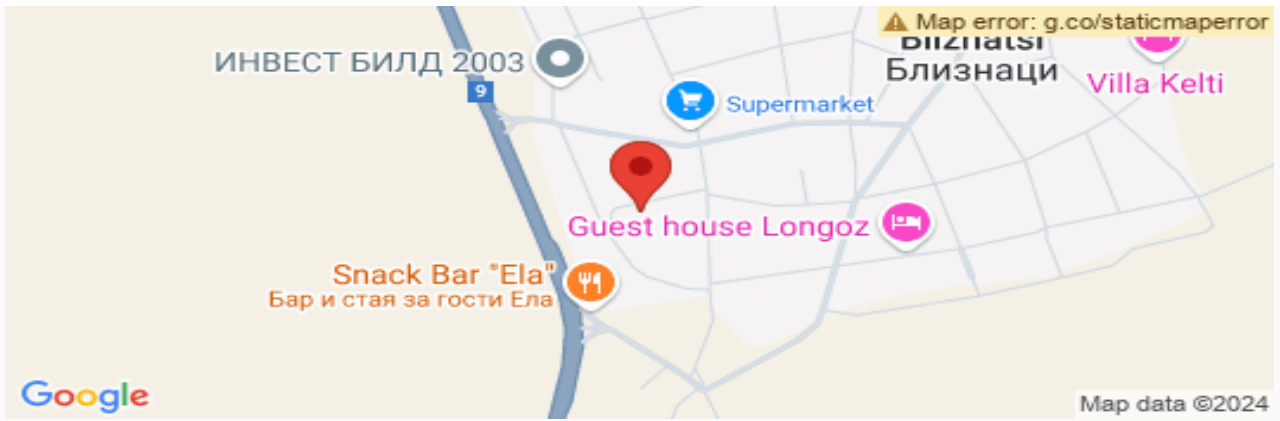 Map error: g.co/staticmaperror
Bliznatsi
Близнаци
ИНВЕСТ БИЛД 2003
9
Villa Kelti
Supermarket
Guest house Longoz
Snack Bar "Ela"
Бар и стая за гости Ела
Google
Map data ©2024